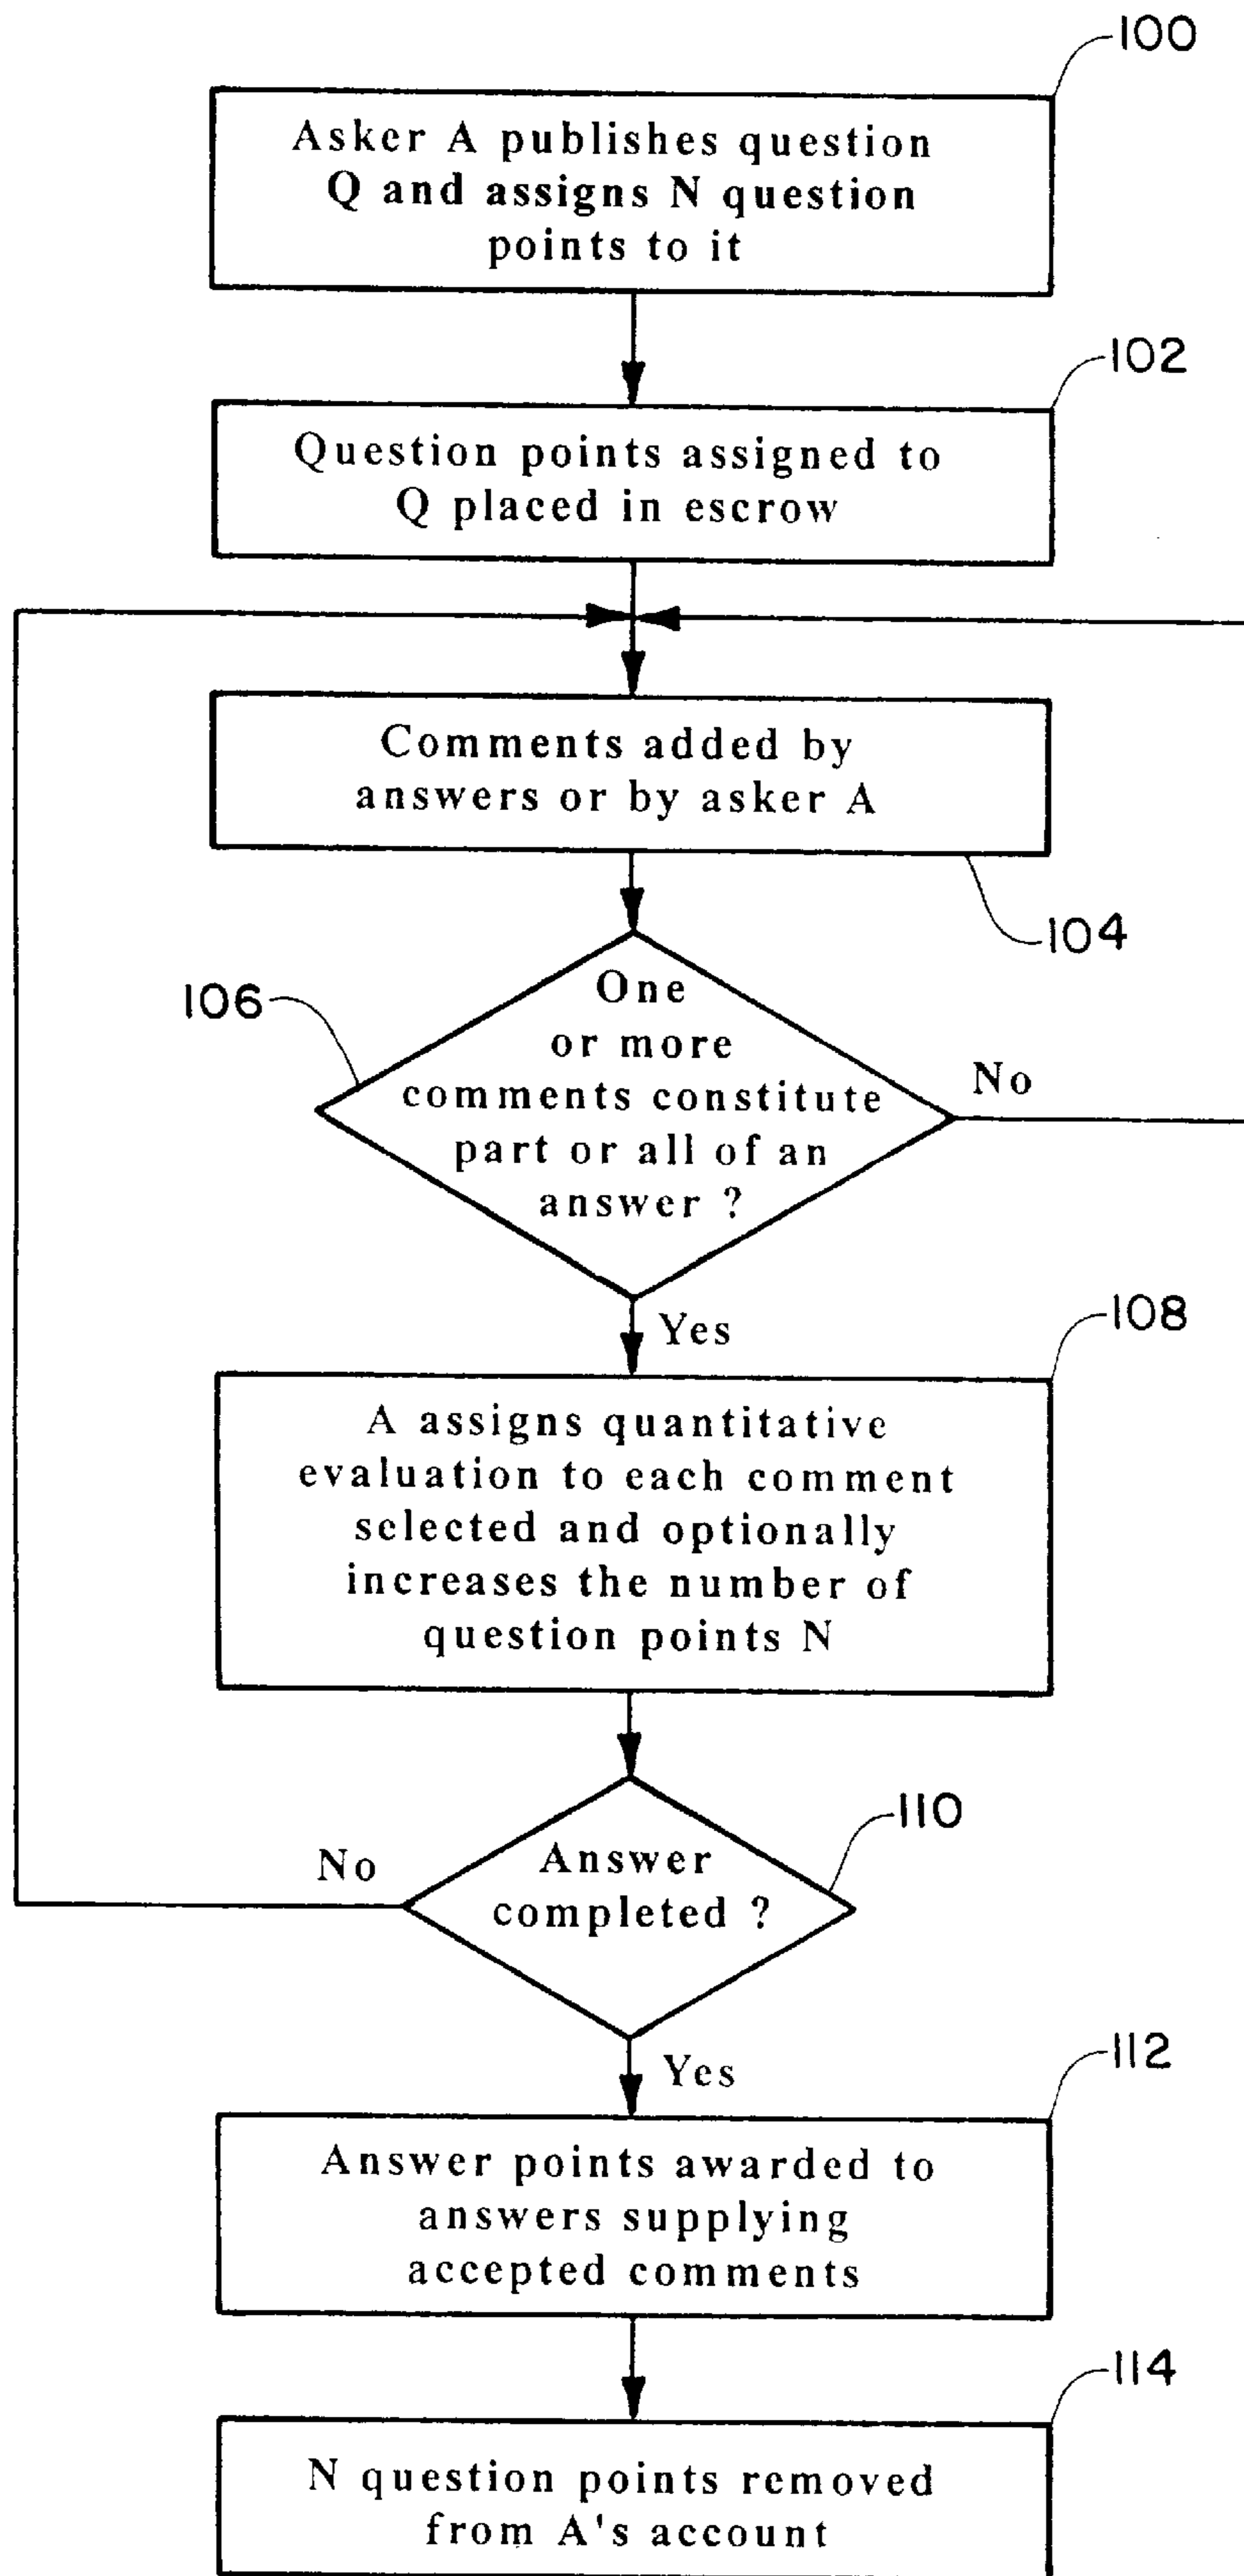 100
Asker A publishes question
Q and assigns N question
points to it
102
Question points assigned to
Q placed in escrow
Comments added by
answers or by asker A
104
106
One
or more
comments constitute
part or all of an
answer ?
No
Yes
108
A assigns quantitative
evaluation to each comment
selected and optionally
increases the number of
question points N
110
No
Answer
completed ?
Yes
112
Answer points awarded to
answers supplying
accepted comments
114
N question points removed
from A's account